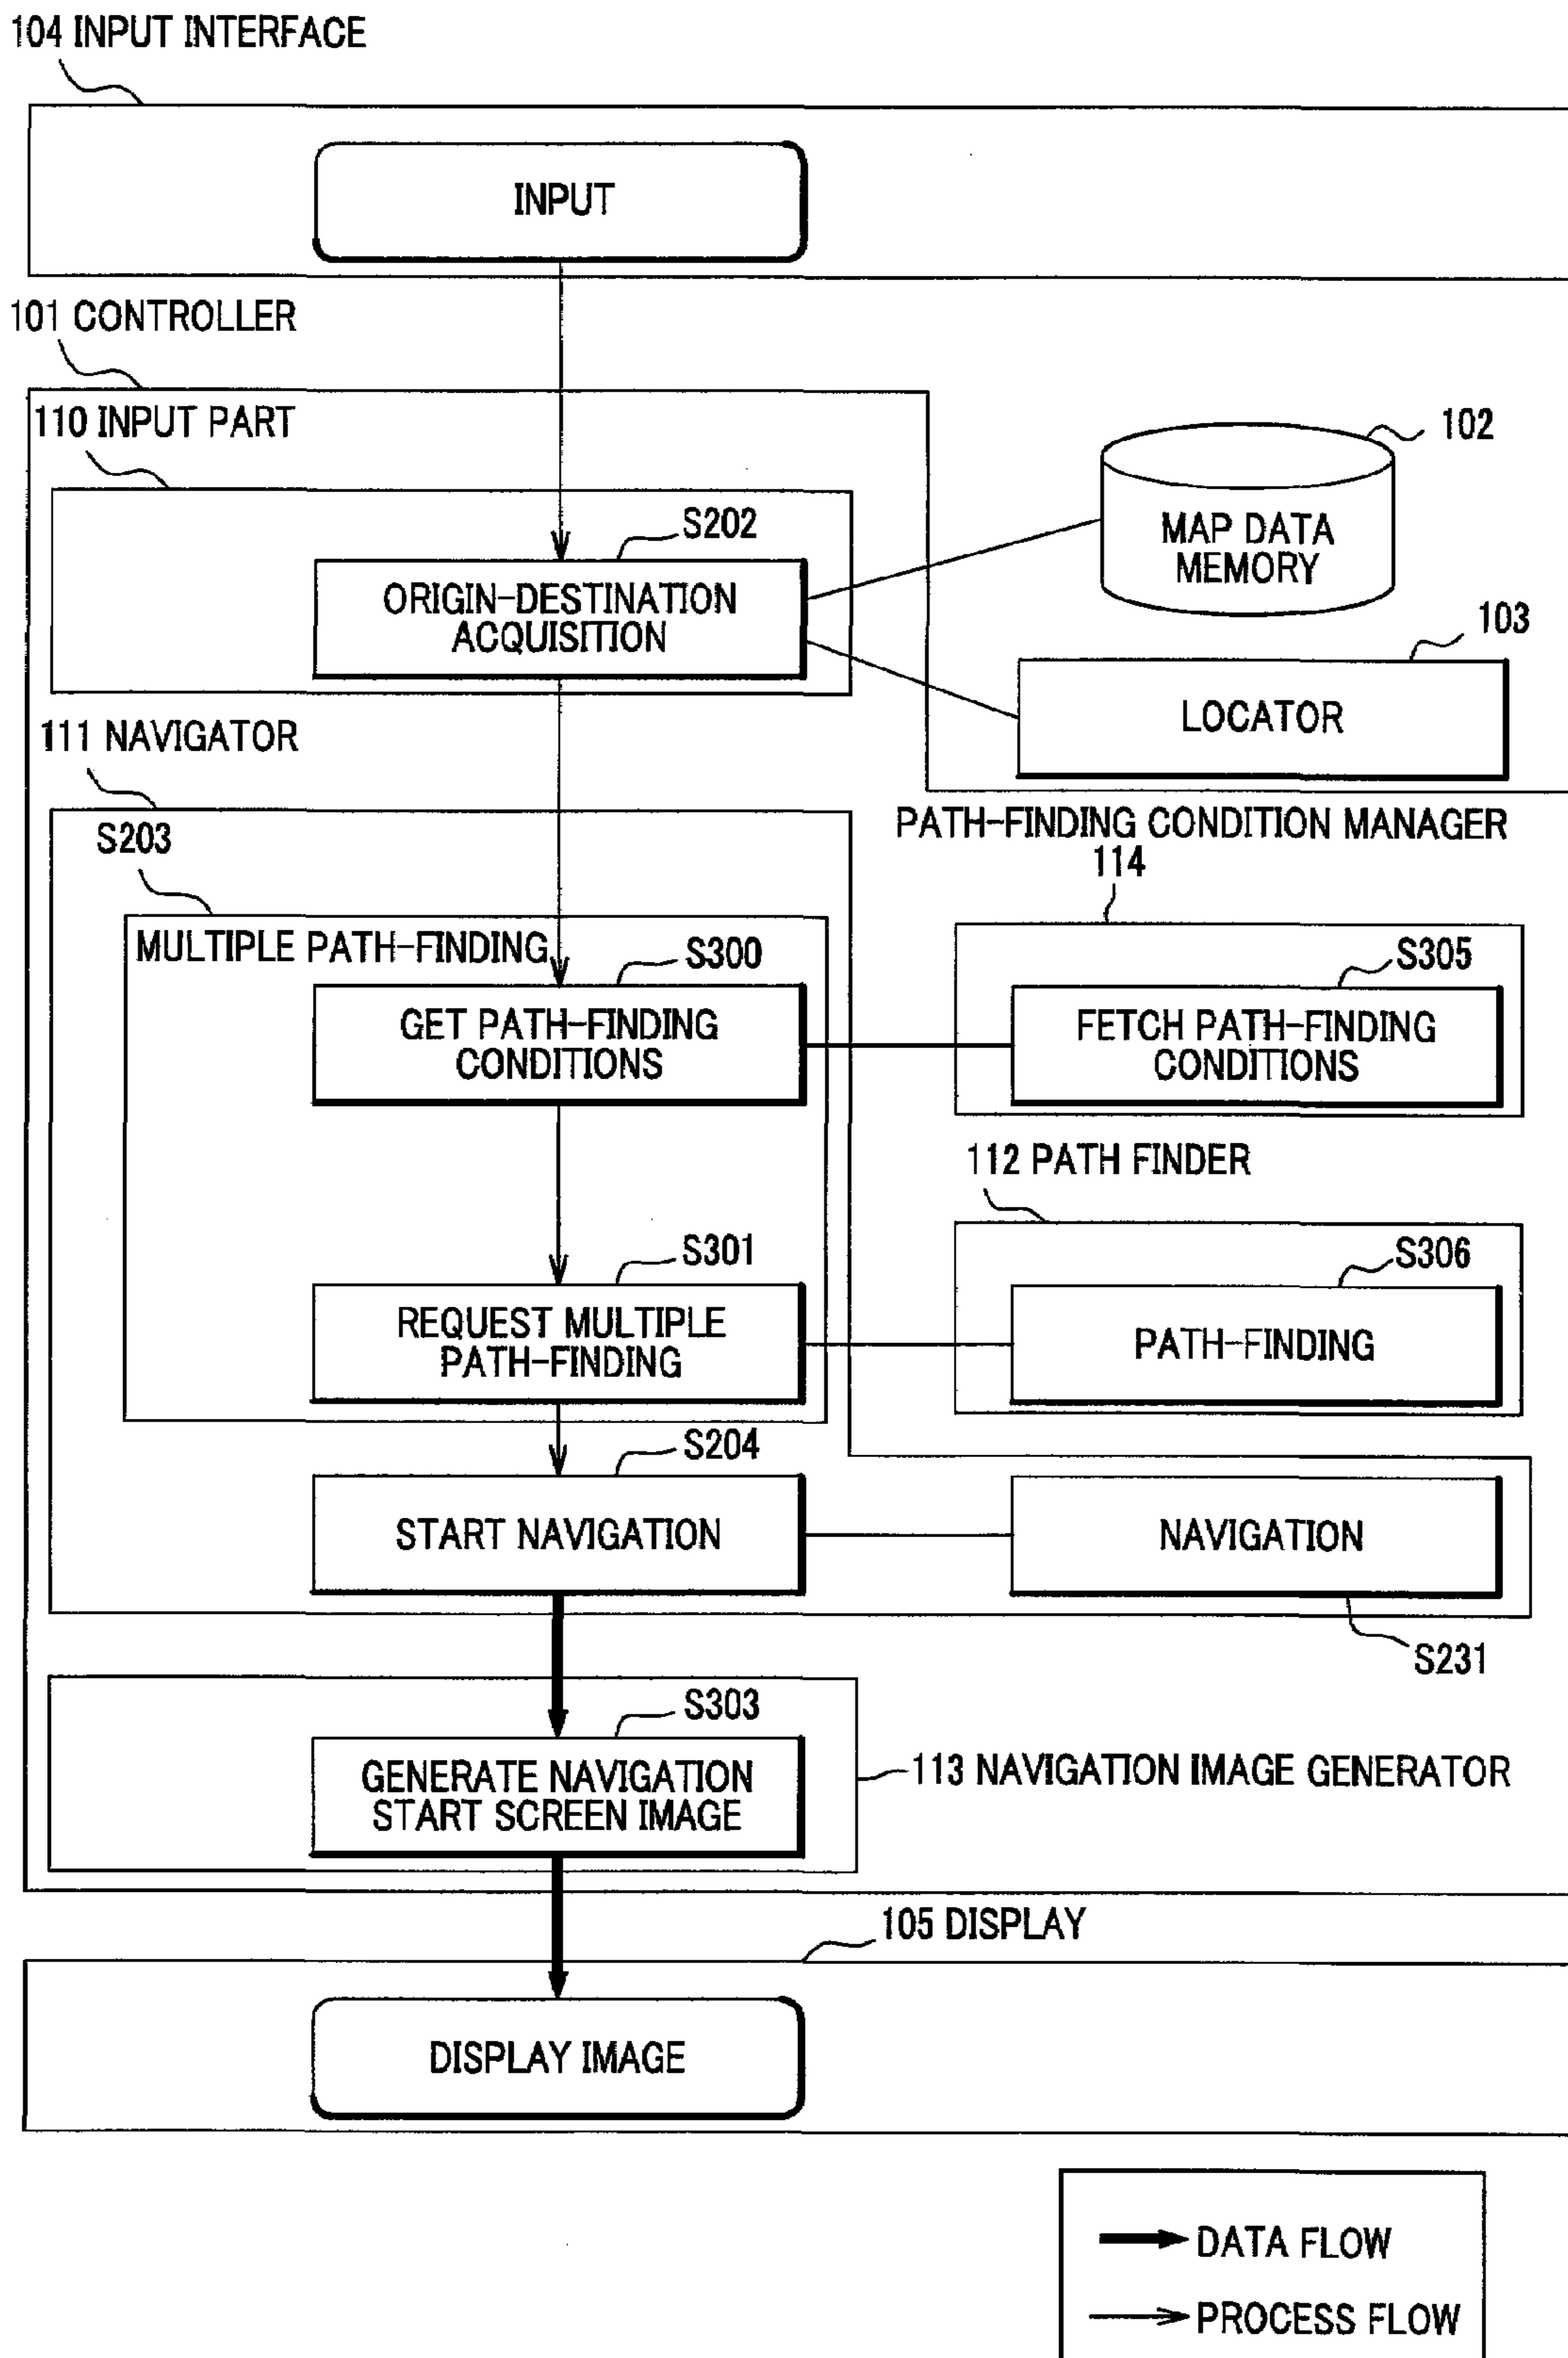 104 INPUT INTERFACE
INPUT
101 CONTROLLER
110 INPUT PART
102
S202
MAP DATA
MEMORY
ORIGIN-DESTINATION
ACQUISITION
103
LOCATOR
111 NAVIGATOR
S203
PATH-FINDING CONDITION MANAGER
114
MULTIPLE PATH-FINDING
S300
S305
GET PATH-FINDING
CONDITIONS
FETCH PATH-FINDING
CONDITIONS
112 PATH FINDER
S301
S306
REQUEST MULTIPLE
PATH-FINDING
PATH-FINDING
S204
START NAVIGATION
NAVIGATION
S231
S303
GENERATE NAVIGATION
START SCREEN IMAGE
113 NAVIGATION IMAGE GENERATOR
105 DISPLAY
DISPLAY IMAGE
DATA FLOW
PROCESS FLOW